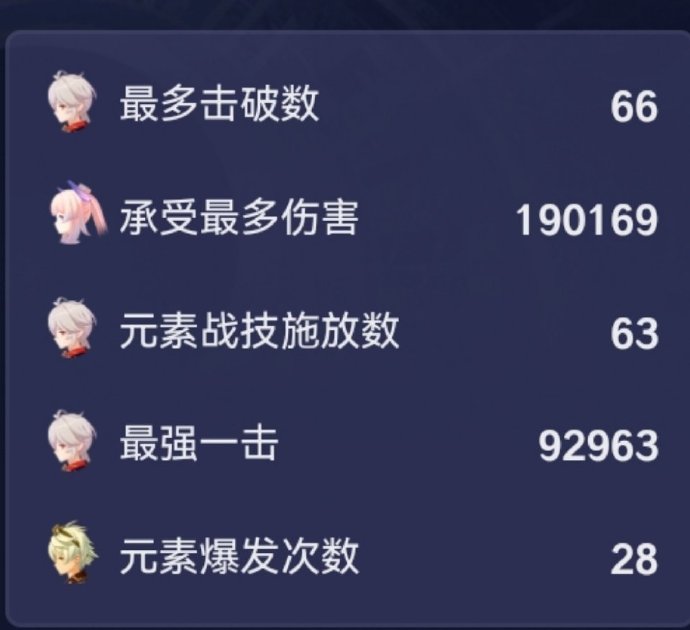 最多击破数 66
承受最多伤害 190169
元素战技施放数 63
最强一击 92963
元素爆发次数 28